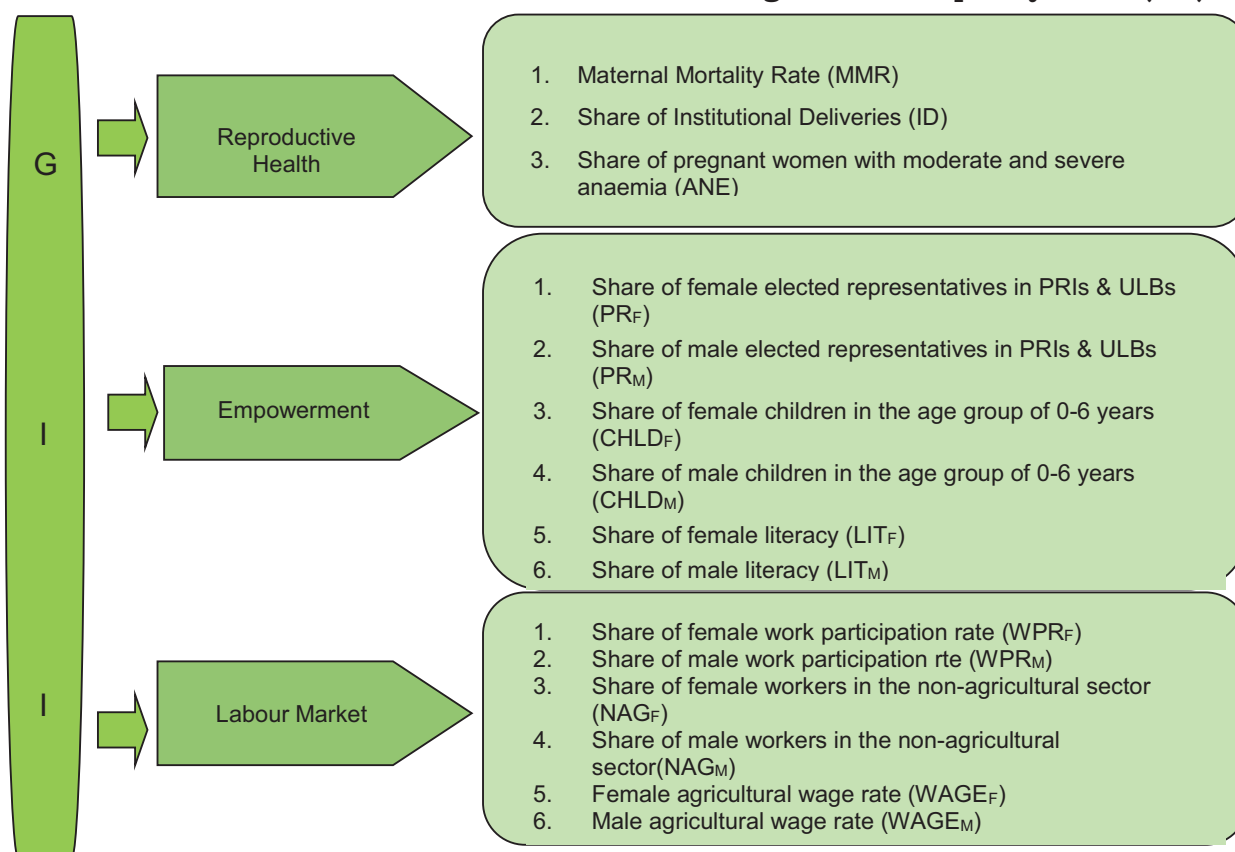 G
I
I
Reproductive
Health
1. Maternal Mortality Rate (MMR)
2. Share of Institutional Deliveries (ID)
3. Share of pregnant women with moderate and severe
anaemia (ANE)
Empowerment
1. Share of female elected representatives in PRIs & ULBs
(PRF)
2. Share of male elected representatives in PRIs & ULBs
(PRM)
3. Share of female children in the age group of 0-6 years
(CHLDF)
4. Share of male children in the age group of 0-6 years
(CHLDM)
5. Share of female literacy (LITF)
6. Share of male literacy (LITM)
Labour Market
1. Share of female work participation rate (WPRF)
2. Share of male work participation rte (WPRM)
3. Share of female workers in the non-agricultural sector
(NAGF)
4. Share of male workers in the non-agricultural
sector(NAGM)
5. Female agricultural wage rate (WAGEF)
6. Male agricultural wage rate (WAGEM)